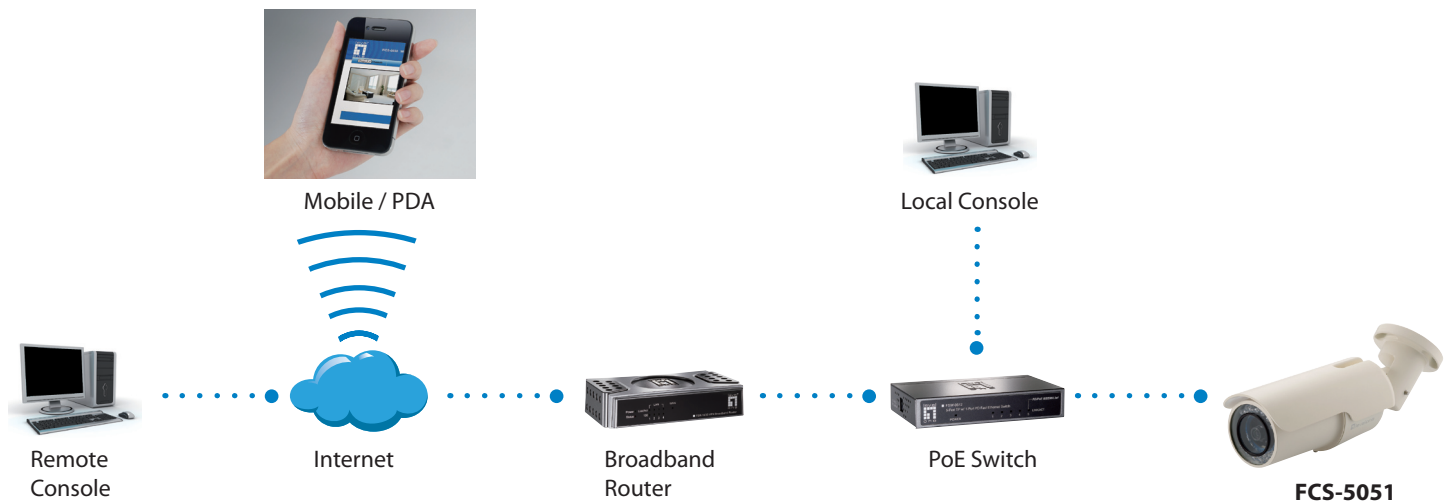 Mobile / PDA
Local Console
Remote
Console
Internet
Broadband
Router
PoE Switch
FCS-5051